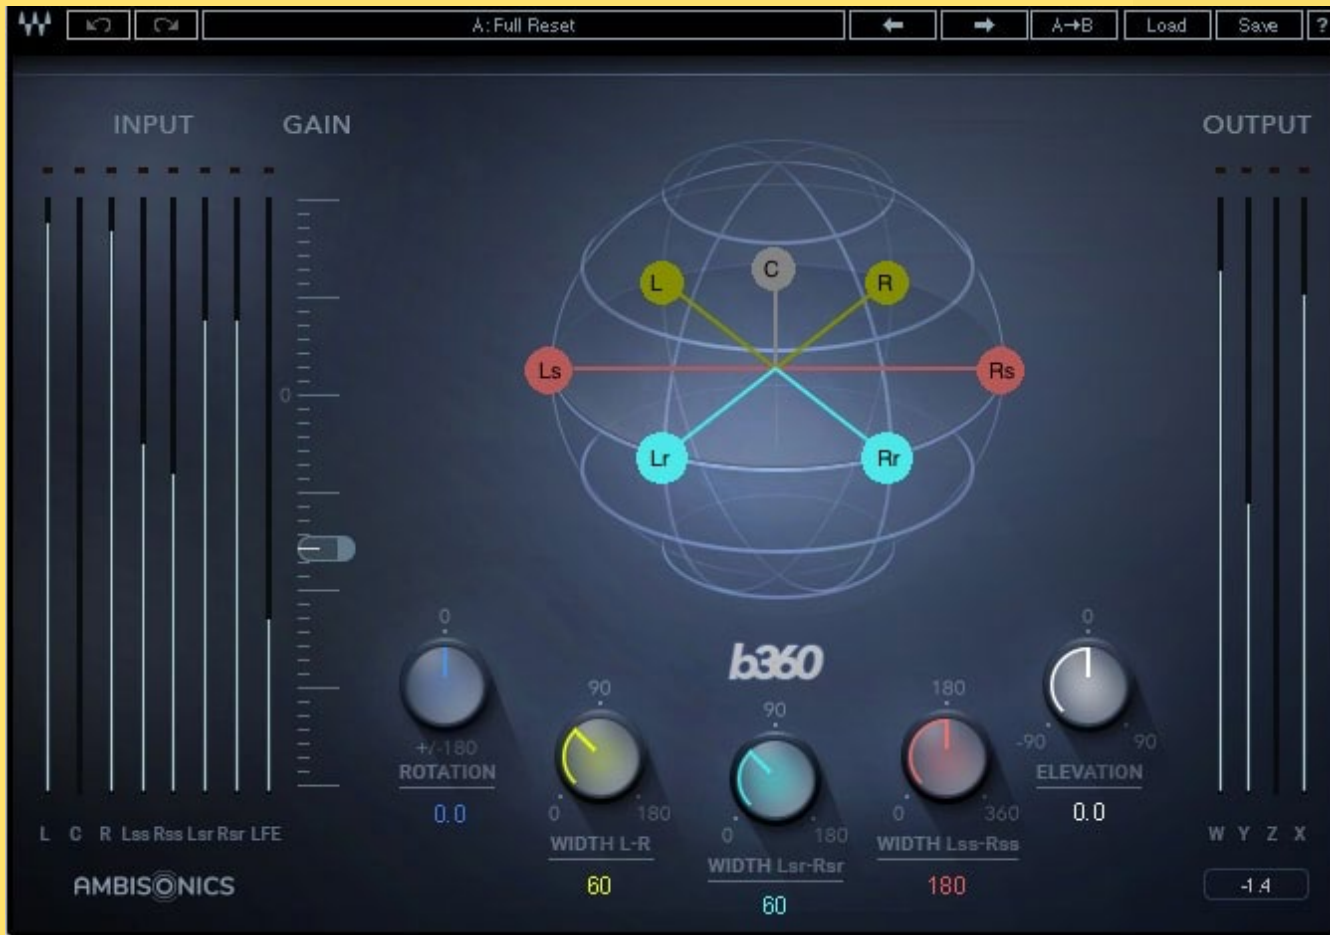 A: Full Reset
A→B
Load
Save
?
INPUT
GAIN
OUTPUT
L
C
R
Ls
Rs
Lr
Rr
0
b360
0
+/-180
ROTATION
0.0
90
0
180
WIDTH L-R
60
90
0
180
WIDTH Lsr-Rsr
60
180
0
360
WIDTH Lss-Rss
180
0
-90
90
ELEVATION
0.0
L C R Lss Rss Lsr Rsr LFE
AMBISONICS
W Y Z X
-1.4